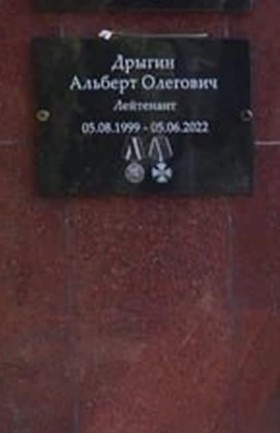 Дрыгин
Альберт Олегович
Лейтенант
05.08.1999 - 05.06.2022